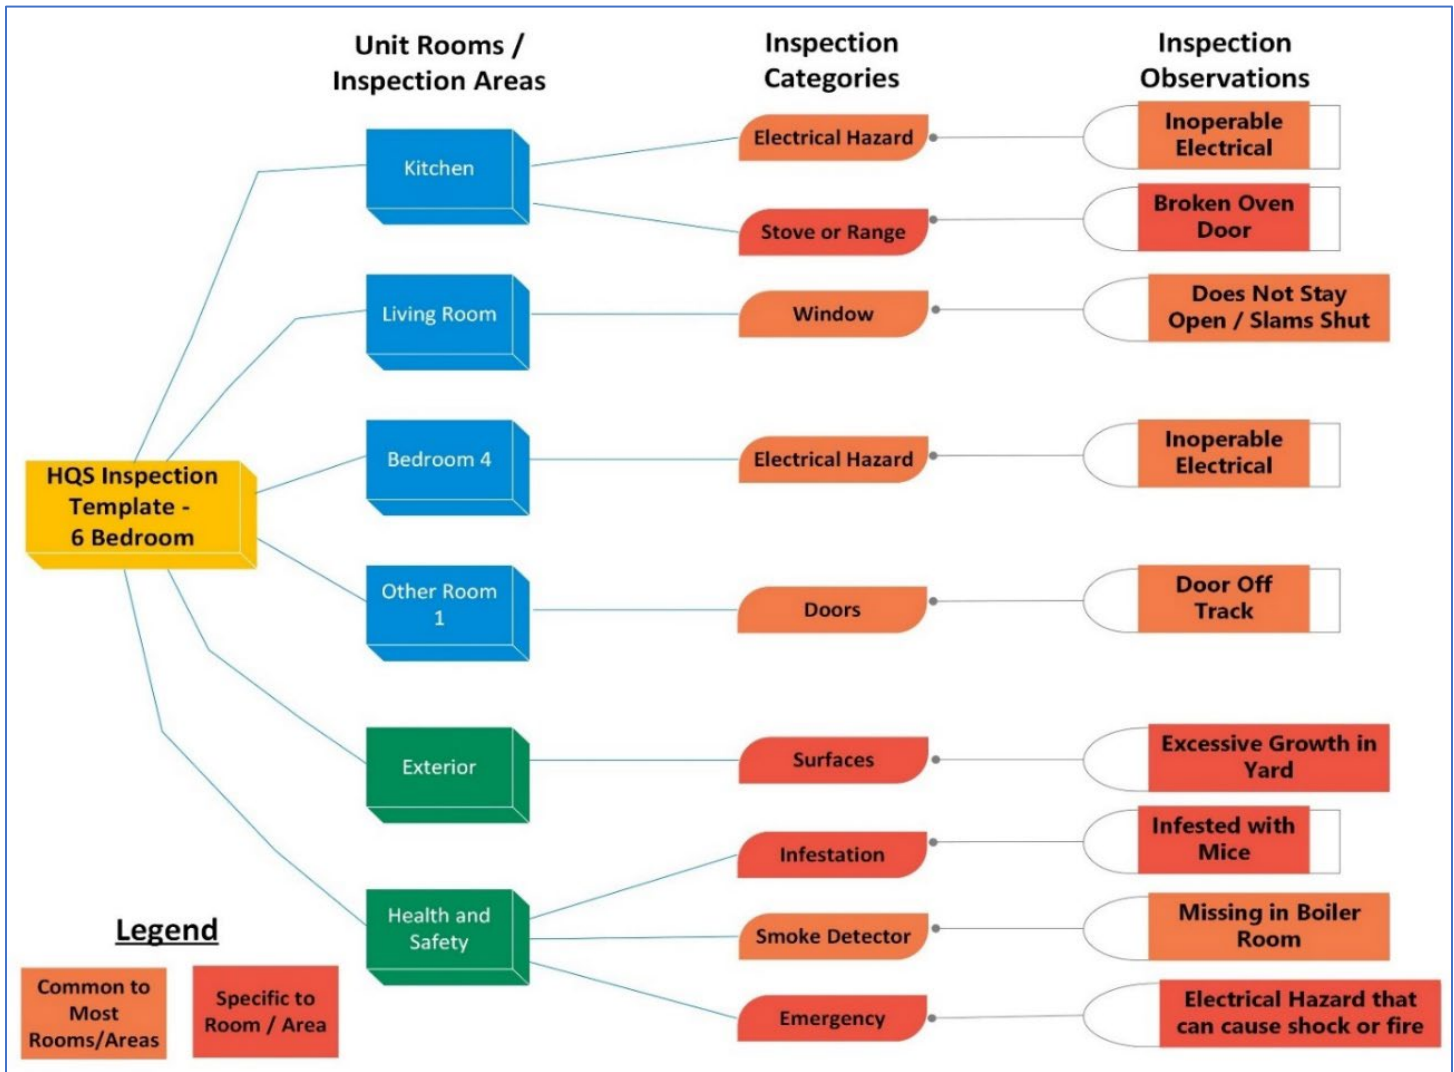 Unit Rooms /
Inspection Areas
Inspection
Categories
Inspection
Observations
Kitchen
Electrical Hazard
Inoperable
Electrical
Stove or Range
Broken Oven
Door
Living Room
Window
Does Not Stay
Open / Slams Shut
HQS Inspection
Template -
6 Bedroom
Bedroom 4
Electrical Hazard
Inoperable
Electrical
Other Room
1
Doors
Door Off
Track
Exterior
Surfaces
Excessive Growth in
Yard
Health and
Safety
Infestation
Infested with
Mice
Smoke Detector
Missing in Boiler
Room
Emergency
Electrical Hazard that
can cause shock or fire
Legend
Common to
Most
Rooms/Areas
Specific to
Room / Area